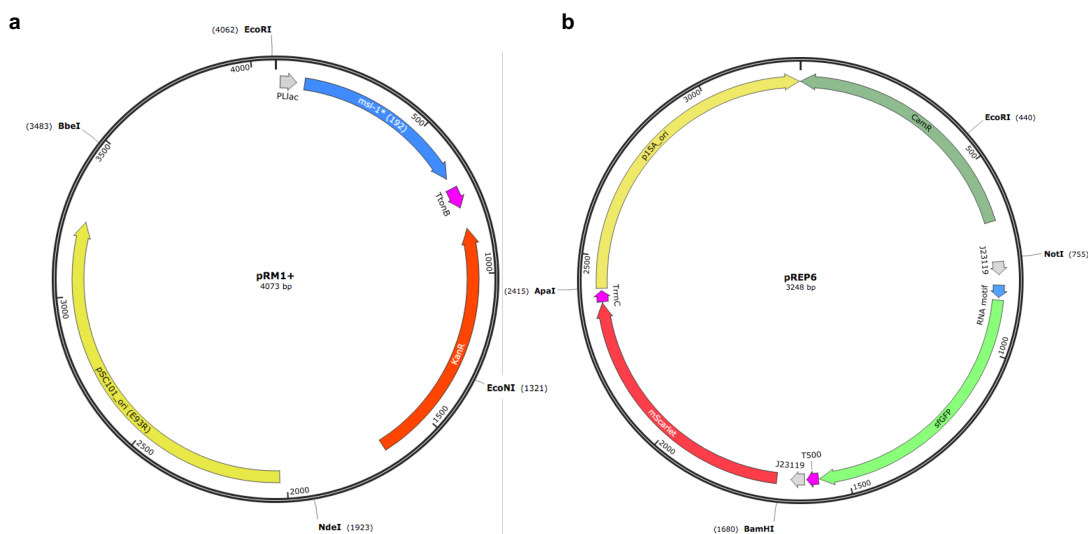 a
(4062) EcoRI
4000
PLlac
msi-1* (192)
500
TtonB
(3483) BbeI
3500
1000
pRM1+
4073 bp
KanR
EcoNI (1321)
1500
3000
pSC101_ori (E93R)
2500
2000
NdeI (1923)
b
3000
p15A_ori
CamR
EcoRI (440)
500
NotI (755)
J23119
RNA motif
2500
pREP6
3248 bp
(2415) ApaI
TrrnC
1000
sfGFP
mScarlet
2000
J23119
T500
1500
(1680) BamHI